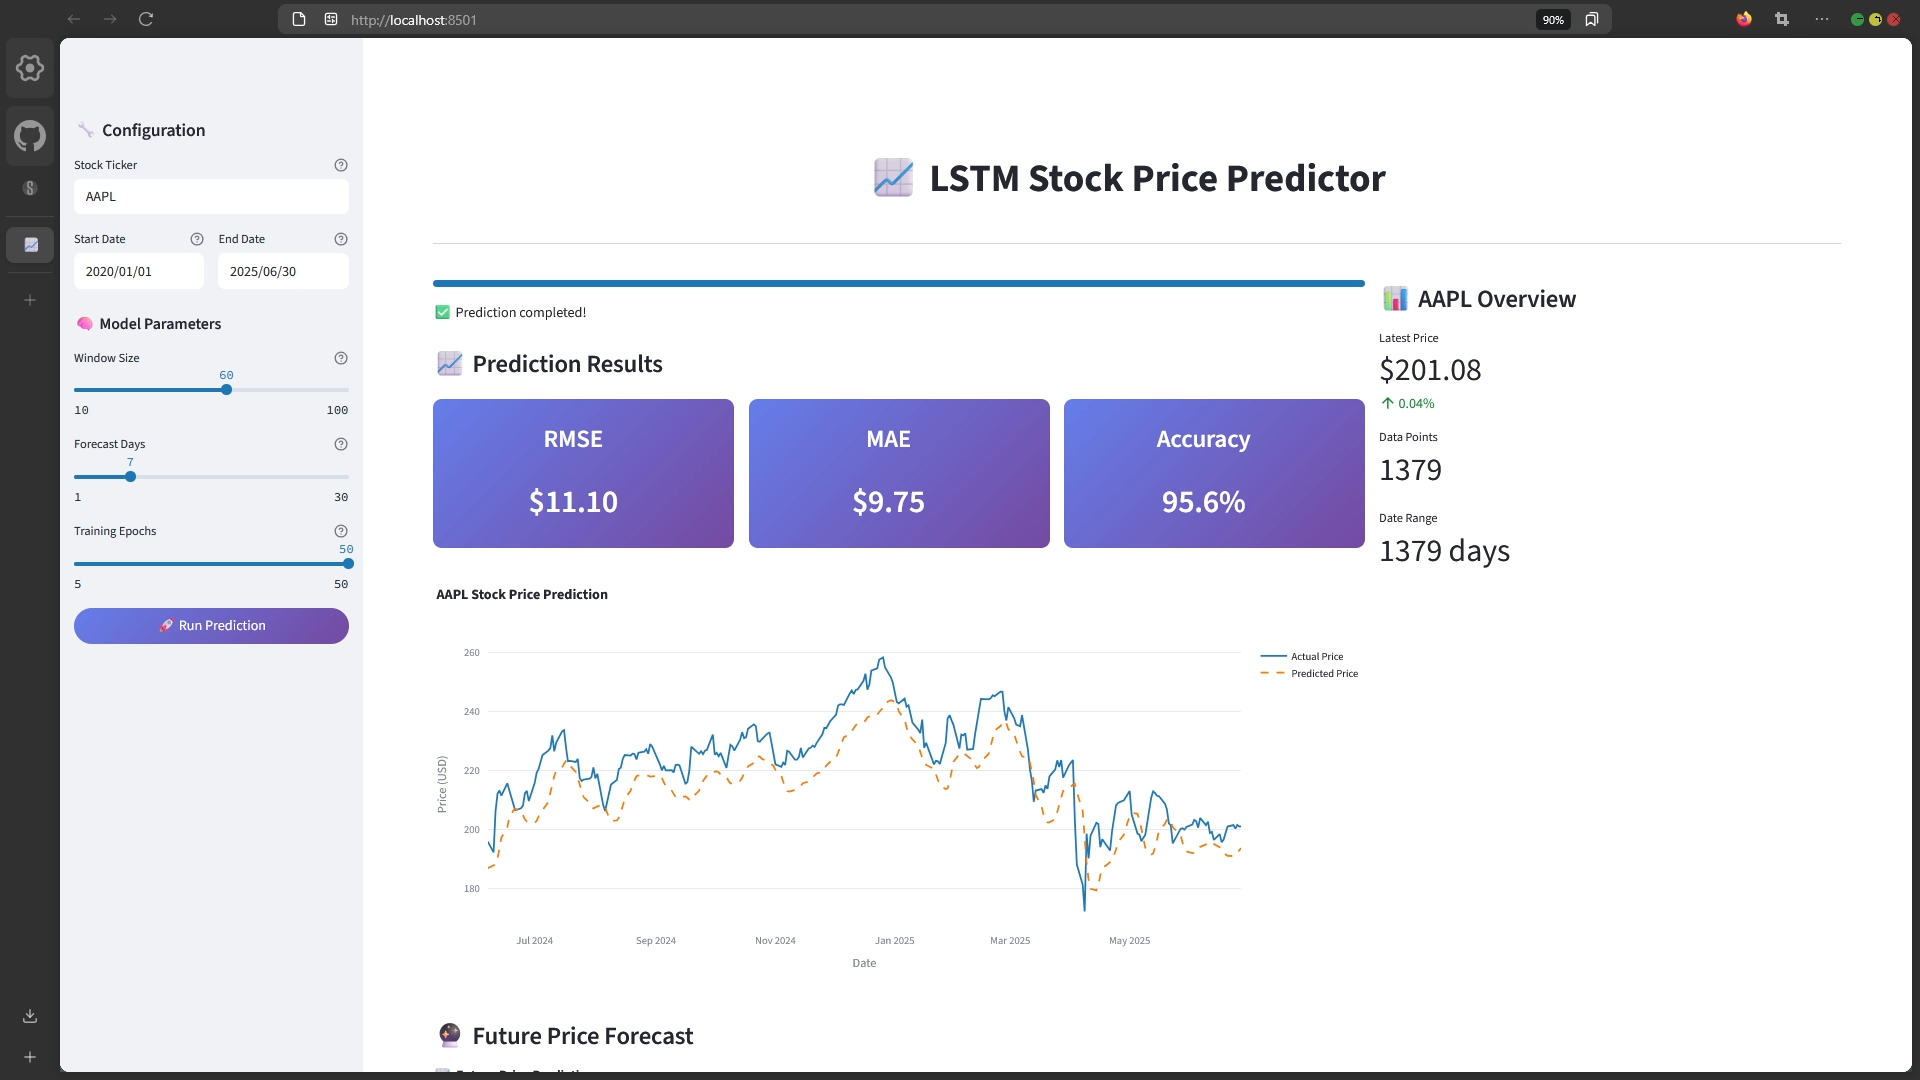 http://localhost:8501
90%
Configuration
Stock Ticker
AAPL
Start Date
End Date
2020/01/01
2025/06/30
Model Parameters
Window Size
60
10
100
Forecast Days
7
1
30
Training Epochs
50
5
50
Run Prediction
LSTM Stock Price Predictor
Prediction completed!
Prediction Results
RMSE
$11.10
MAE
$9.75
Accuracy
95.6%
AAPL Overview
Latest Price
$201.08
↑ 0.04%
Data Points
1379
Date Range
1379 days
AAPL Stock Price Prediction
Actual Price
Predicted Price
260
240
220
200
180
Price (USD)
Jul 2024
Sep 2024
Nov 2024
Jan 2025
Mar 2025
May 2025
Date
Future Price Forecast